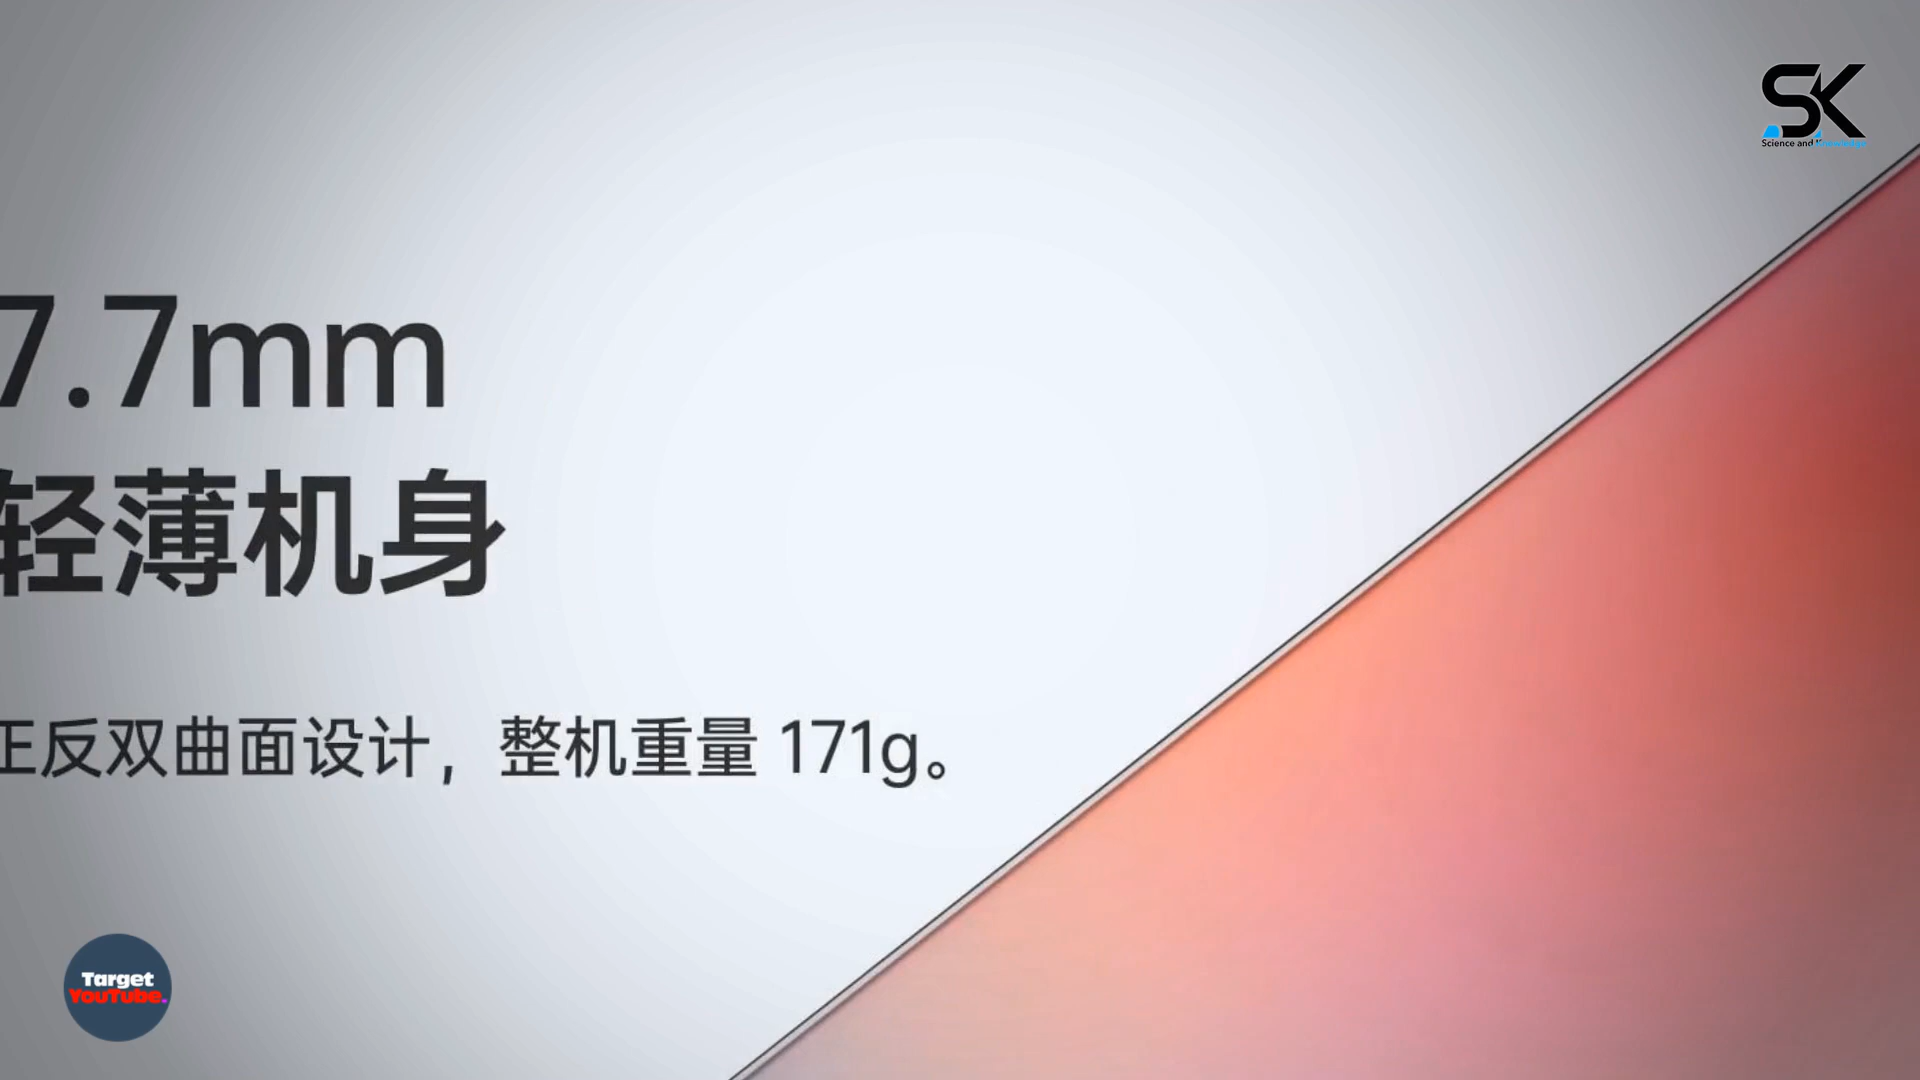 SK
Science and Knowledge
7.7mm
轻薄机身
正反双曲面设计，整机重量 171g。
Target
YouTube.